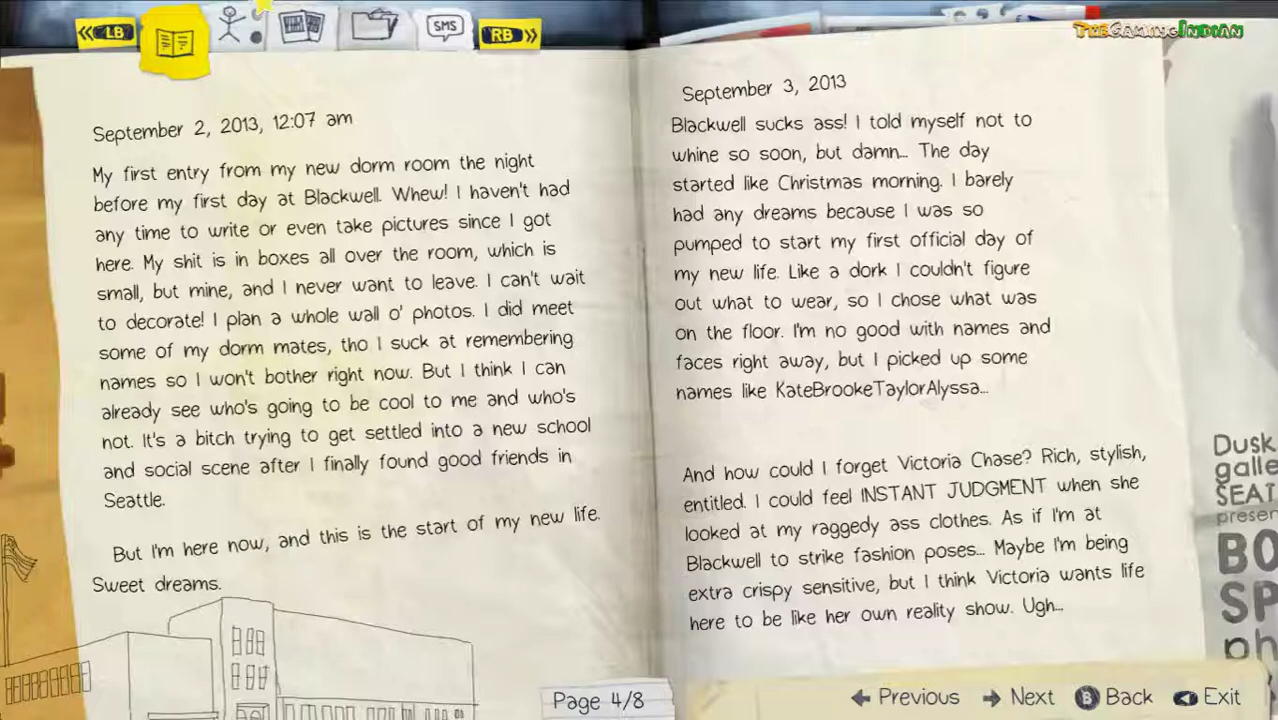 LB
SMS
RB
THEGAMINGINDIAN
September 2, 2013, 12:07 am
My first entry from my new dorm room the night
before my first day at Blackwell. Whew! I haven't had
any time to write or even take pictures since I got
here. My shit is in boxes all over the room, which is
small, but mine, and I never want to leave. I can't wait
to decorate! I plan a whole wall o' photos. I did meet
some of my dorm mates, tho I suck at remembering
names so I won't bother right now. But I think I can
already see who's going to be cool to me and who's
not. It's a bitch trying to get settled into a new school
and social scene after I finally found good friends in
Seattle.
But I'm here now, and this is the start of my new life.
Sweet dreams.
September 3, 2013
Blackwell sucks ass! I told myself not to
whine so soon, but damn... The day
started like Christmas morning. I barely
had any dreams because I was so
pumped to start my first official day of
my new life. Like a dork I couldn't figure
out what to wear, so I chose what was
on the floor. I'm no good with names and
faces right away, but I picked up some
names like KateBrookeTaylorAlyssa...
And how could I forget Victoria Chase? Rich, stylish,
entitled. I could feel INSTANT JUDGMENT when she
looked at my raggedy ass clothes. As if I'm at
Blackwell to strike fashion poses... Maybe I'm being
extra crispy sensitive, but I think Victoria wants life
here to be like her own reality show. Ugh...
Dusk
galle
SEAT
presen
BO
SP
ph
Page 4/8
Previous
Next
B Back
Exit